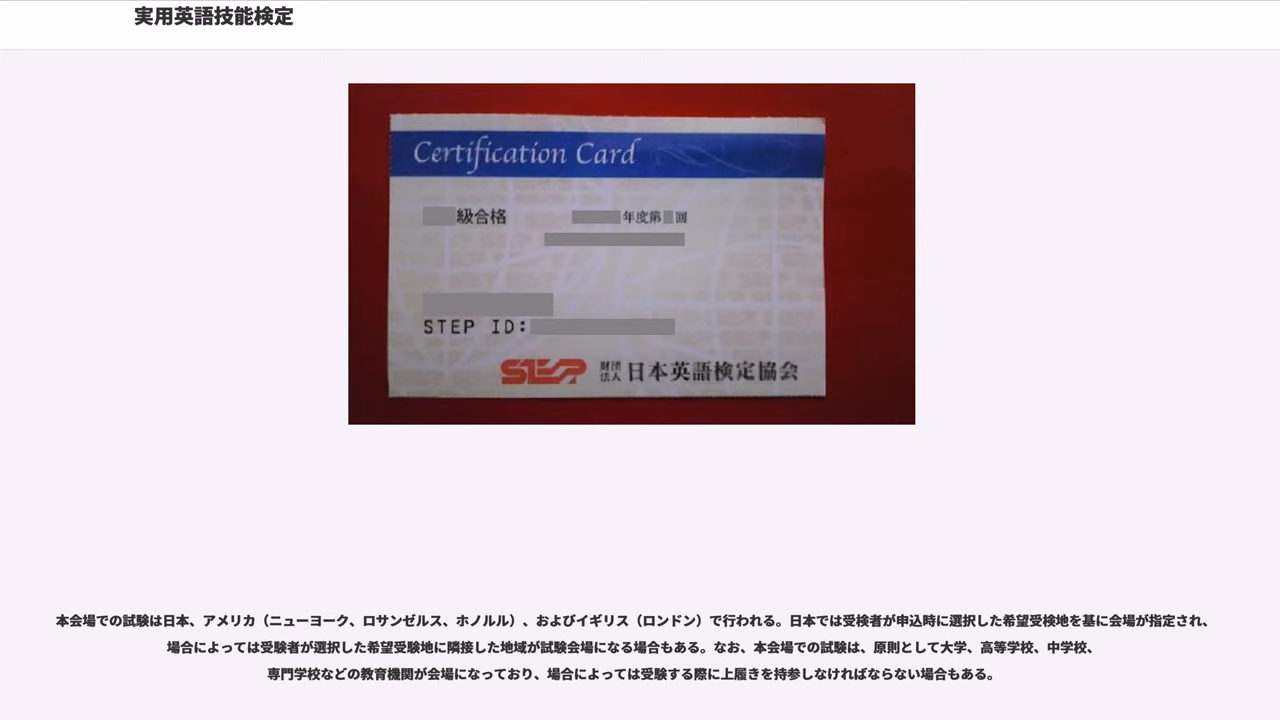 実用英語技能検定
Certification Card
級合格 年度第 回
STEP ID:
STEP 財団法人 日本英語検定協会
本会場での試験は日本、アメリカ（ニューヨーク、ロサンゼルス、ホノルル）、およびイギリス（ロンドン）で行われる。日本では受検者が申込時に選択した希望受検地を基に会場が指定され、
場合によっては受験者が選択した希望受験地に隣接した地域が試験会場になる場合もある。なお、本会場での試験は、原則として大学、高等学校、中学校、
専門学校などの教育機関が会場になっており、場合によっては受験する際に上履きを持参しなければならない場合もある。